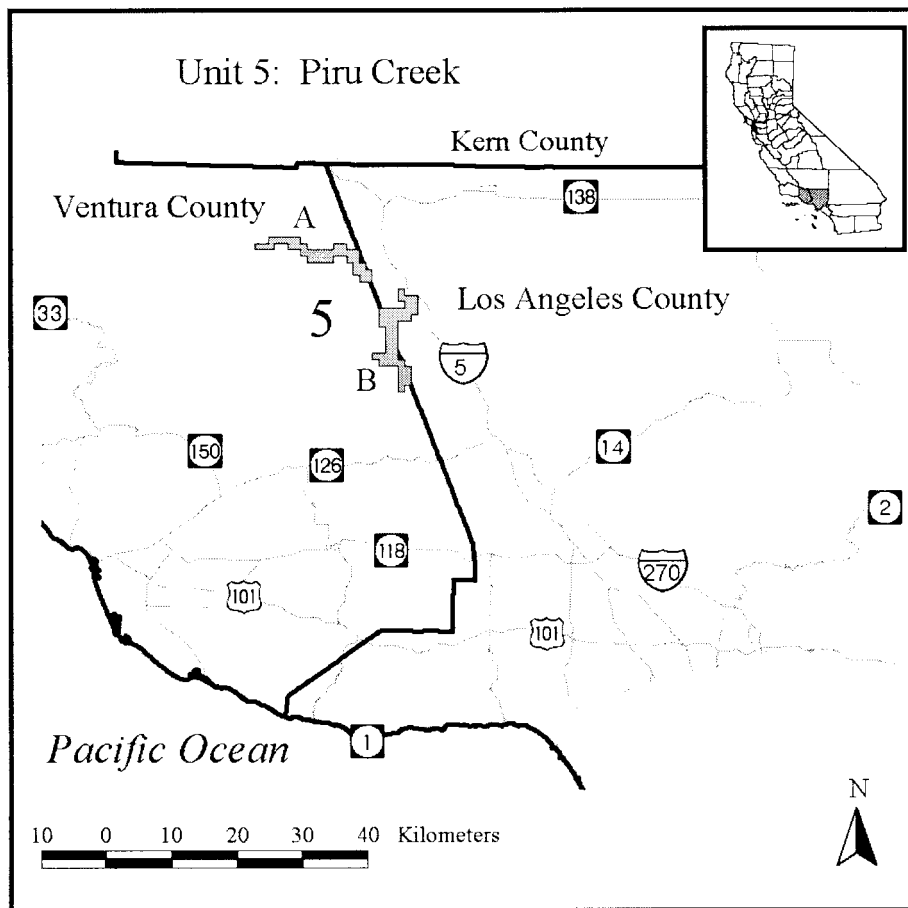 Unit 5: Piru Creek
Kern County
138
Ventura County
A
Los Angeles County
33
5
5
B
150
126
14
2
118
270
101
101
Pacific Ocean
1
N
10 0 10 20 30 40 Kilometers